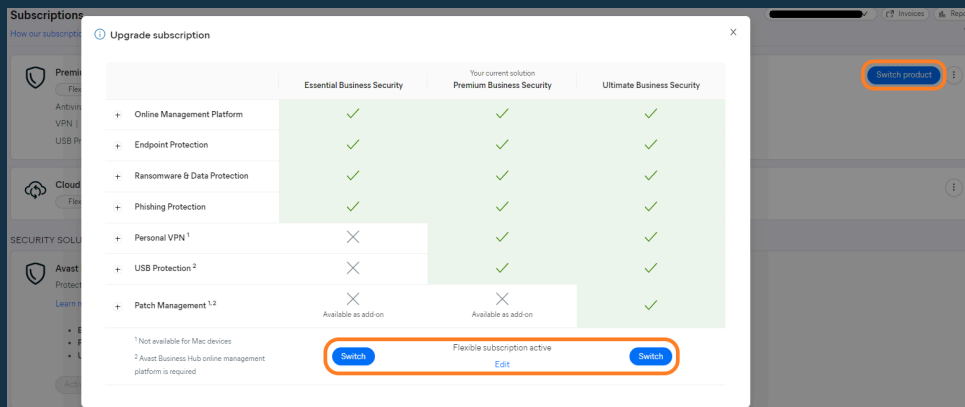 Subscriptions
Invoices
How our subscriptic
Upgrade subscription
X
Your current solution
Essential Business Security
Premium Business Security
Ultimate Business Security
Switch product
Premi
Flex
Antivir
VPN |
USB Pr
+ Online Management Platform
+ Endpoint Protection
+ Ransomware & Data Protection
+ Phishing Protection
Cloud
Flex
+ Personal VPN 1
SECURITY SOLU
+ USB Protection 2
Avast
Protect
Learn
+ Patch Management 1,2
Available as add-on
Available as add-on
1 Not available for Mac devices
2 Avast Business Hub online management
platform is required
Switch
Flexible subscription active
Edit
Switch